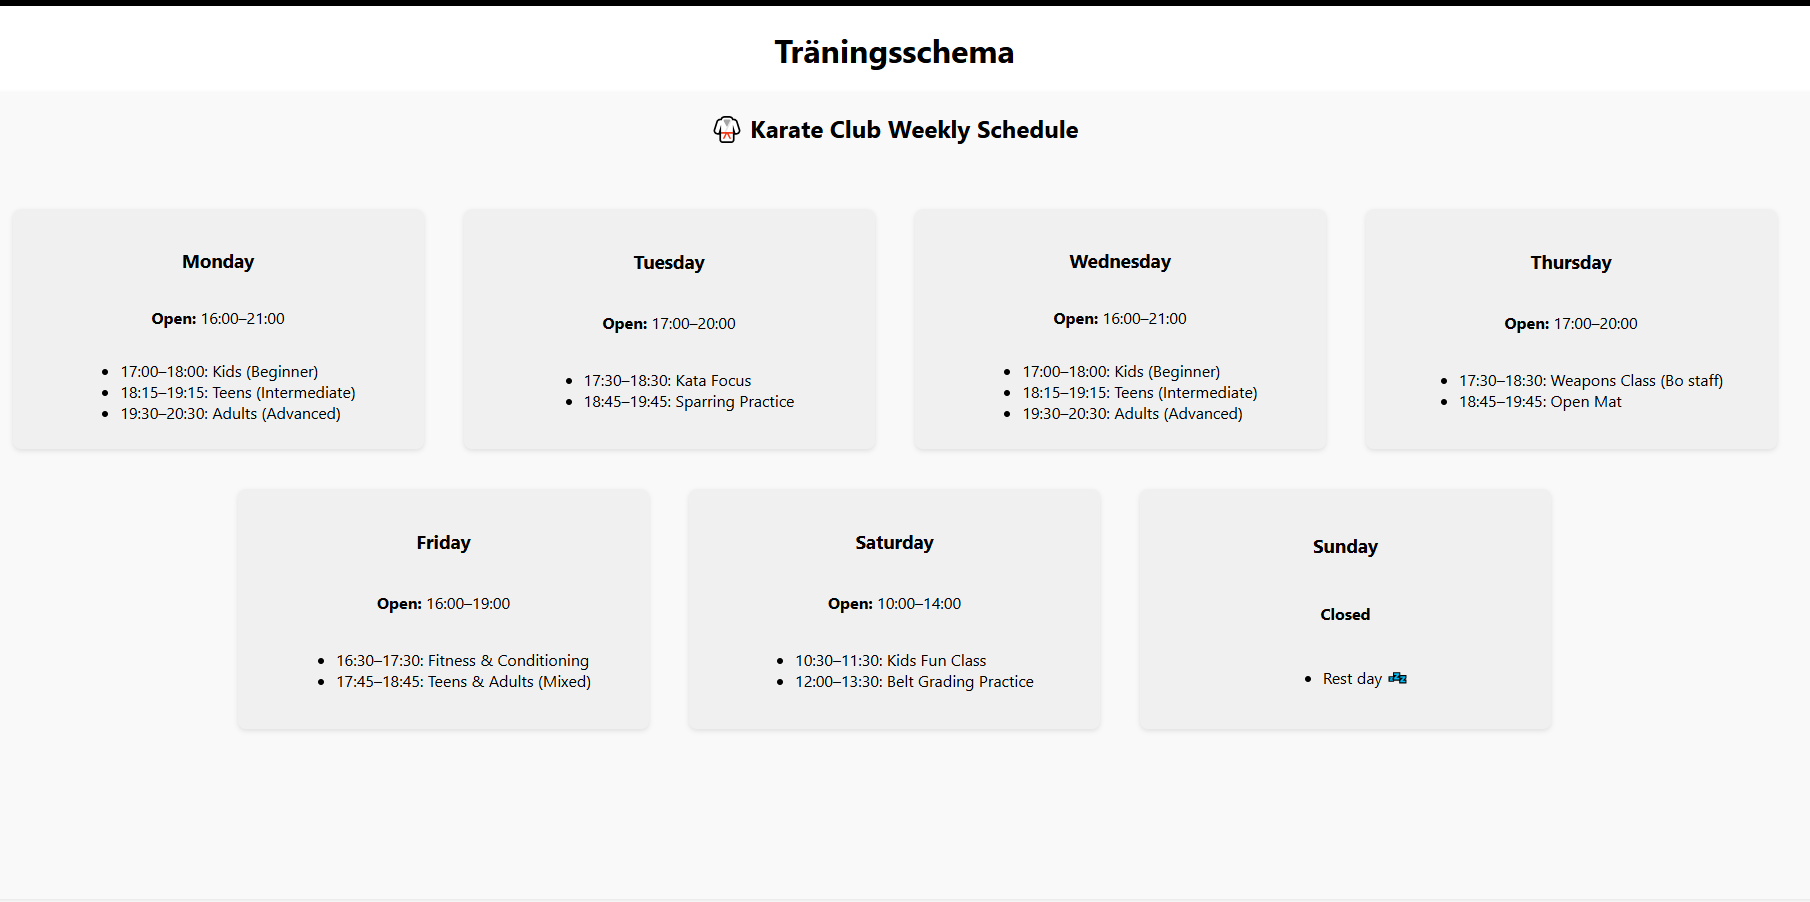 Träningsschema
🥋 Karate Club Weekly Schedule
Monday
Open: 16:00–21:00
• 17:00–18:00: Kids (Beginner)
• 18:15–19:15: Teens (Intermediate)
• 19:30–20:30: Adults (Advanced)
Tuesday
Open: 17:00–20:00
• 17:30–18:30: Kata Focus
• 18:45–19:45: Sparring Practice
Wednesday
Open: 16:00–21:00
• 17:00–18:00: Kids (Beginner)
• 18:15–19:15: Teens (Intermediate)
• 19:30–20:30: Adults (Advanced)
Thursday
Open: 17:00–20:00
• 17:30–18:30: Weapons Class (Bo staff)
• 18:45–19:45: Open Mat
Friday
Open: 16:00–19:00
• 16:30–17:30: Fitness & Conditioning
• 17:45–18:45: Teens & Adults (Mixed)
Saturday
Open: 10:00–14:00
• 10:30–11:30: Kids Fun Class
• 12:00–13:30: Belt Grading Practice
Sunday
Closed
• Rest day 💤